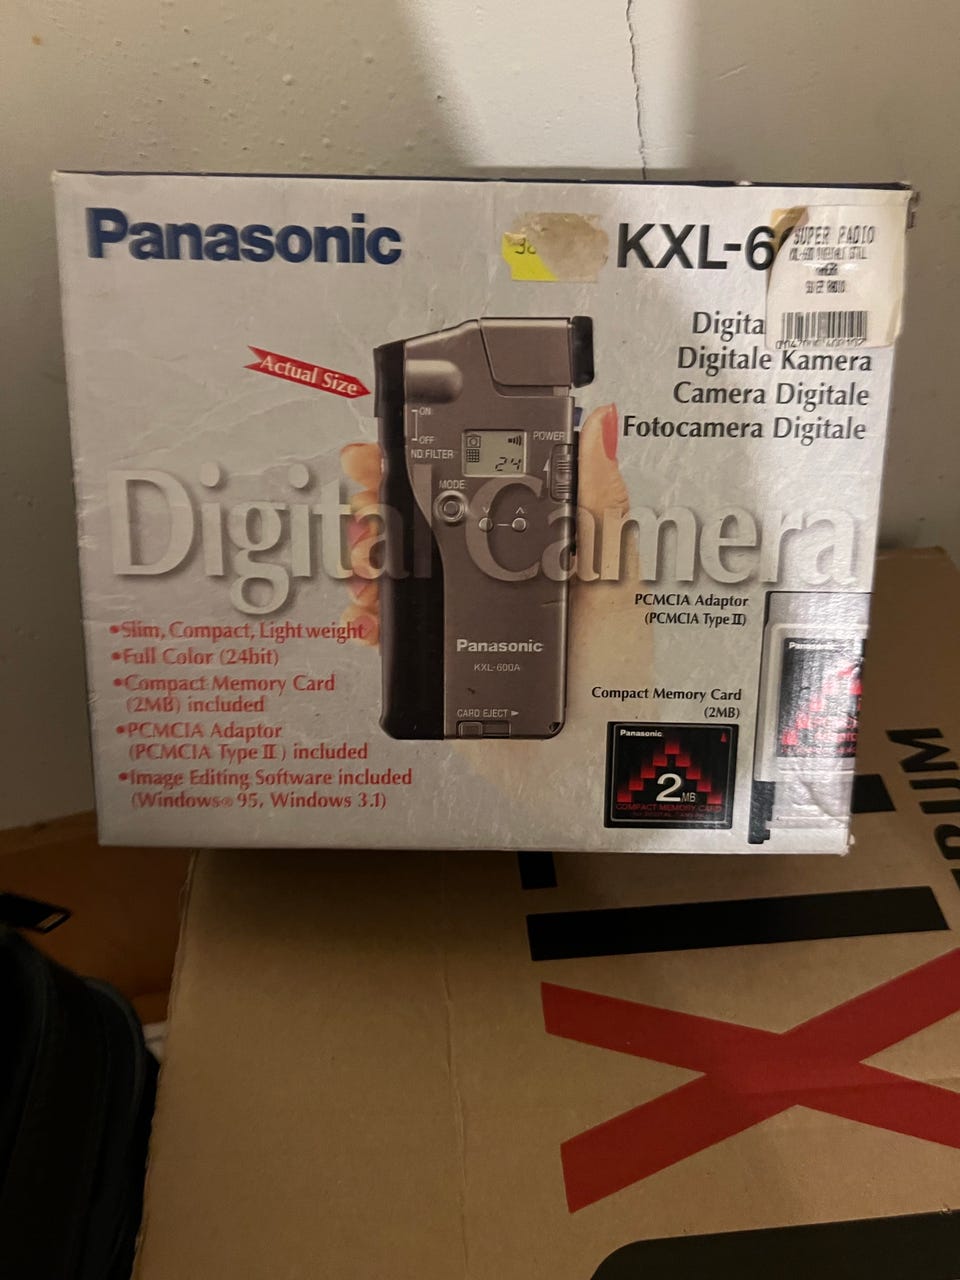 Panasonic
KXL-6
SUPER RADIO
Digita
Digitale Kamera
Camera Digitale
Fotocamera Digitale
Actual Size
ON
OFF
ND.FILTER
POWER
24
MODE
Digital Camera
PCMCIA Adaptor
(PCMCIA Type II)
•Slim, Compact, Light weight
•Full Color (24bit)
•Compact Memory Card
(2MB) included
•PCMCIA Adaptor
(PCMCIA Type II) included
•Image Editing Software included
(Windows® 95, Windows 3.1)
Panasonic
KXL-600A
CARD EJECT ►
Compact Memory Card
(2MB)
Panasonic
2MB
COMPACT MEMORY CARD
Panasonic